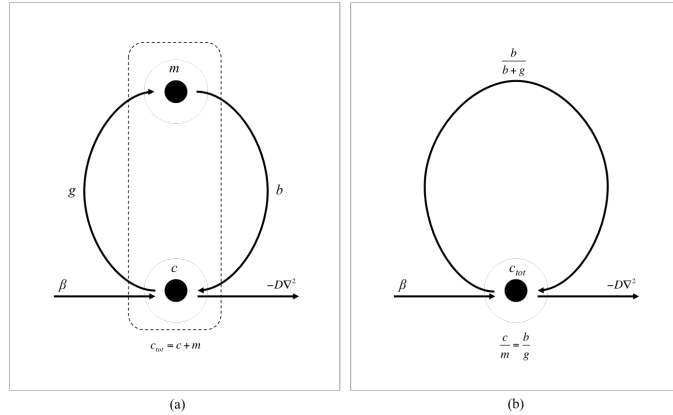 m
g
b
c
β
−D∇²
c_tot = c + m
(a)
b/(b + g)
c_tot
β
−D∇²
c/m = b/g
(b)